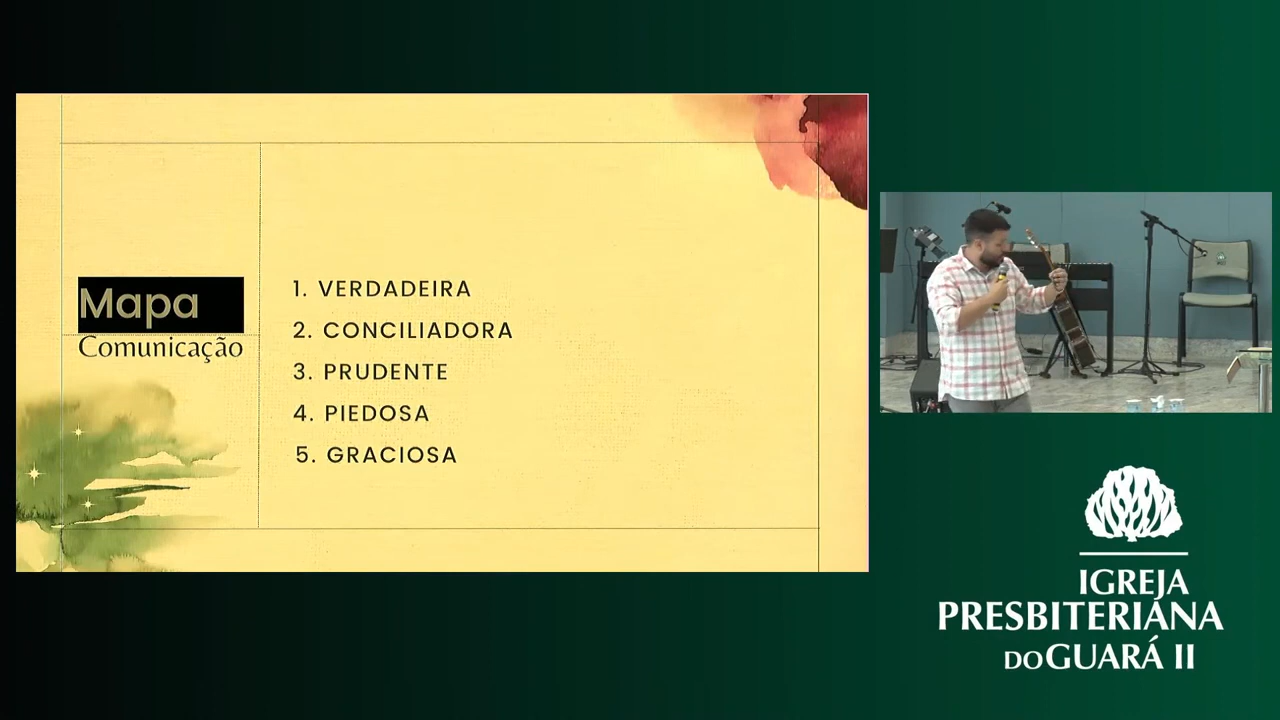 Mapa
Comunicação
1. VERDADEIRA
2. CONCILIADORA
3. PRUDENTE
4. PIEDOSA
5. GRACIOSA
IGREJA
PRESBITERIANA
DO GUARÁ II